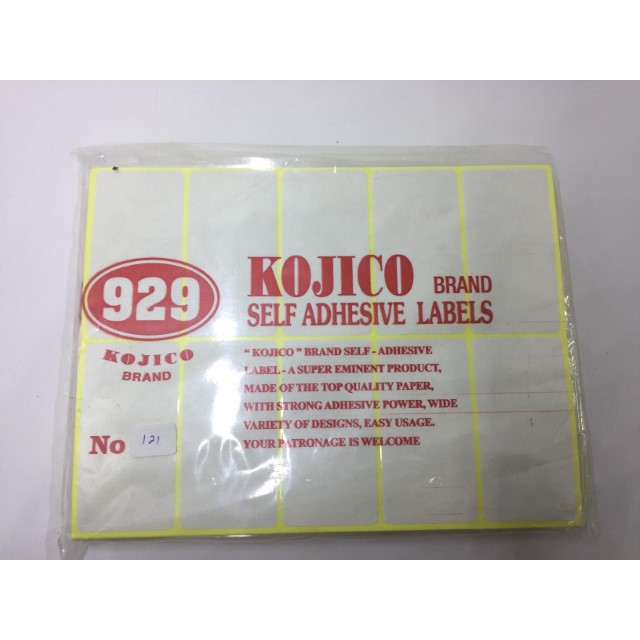 929
KOJICO
BRAND
No 121
KOJICO BRAND
SELF ADHESIVE LABELS
" KOJICO " BRAND SELF - ADHESIVE
LABEL - A SUPER EMINENT PRODUCT,
MADE OF THE TOP QUALITY PAPER,
WITH STRONG ADHESIVE POWER, WIDE
VARIETY OF DESIGNS, EASY USAGE.
YOUR PATRONAGE IS WELCOME